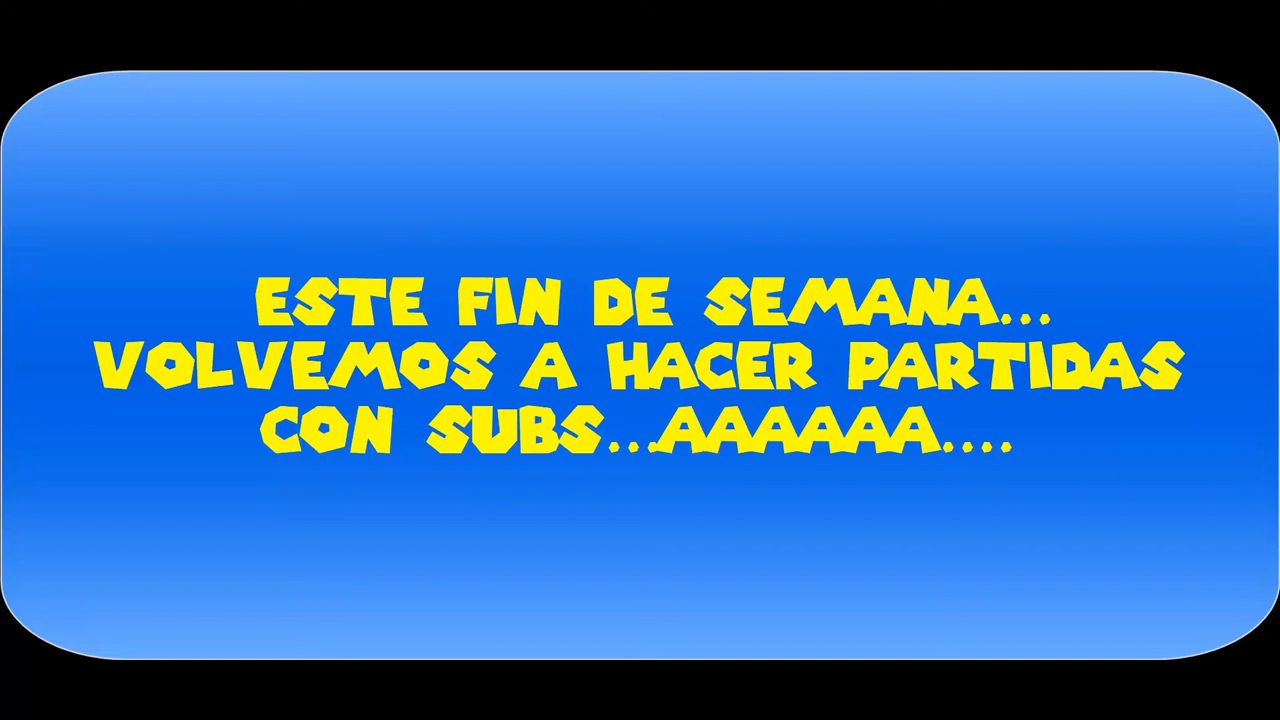 ESTE FIN DE SEMANA...
VOLVEMOS A HACER PARTIDAS
CON SUBS...AAAAAA....